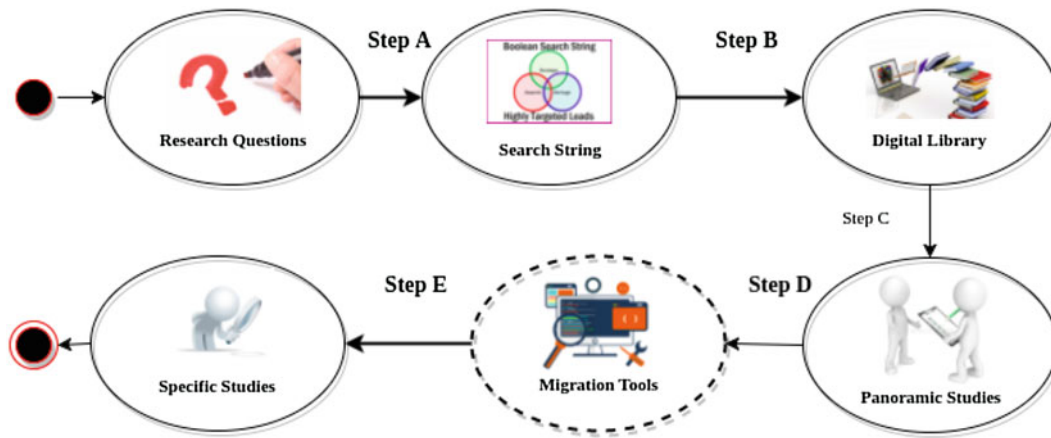 Step A
Step B
Boolean Search String
Highly Targeted Leads
Research Questions
Search String
Digital Library
Step C
Step E
Step D
Specific Studies
Migration Tools
Panoramic Studies